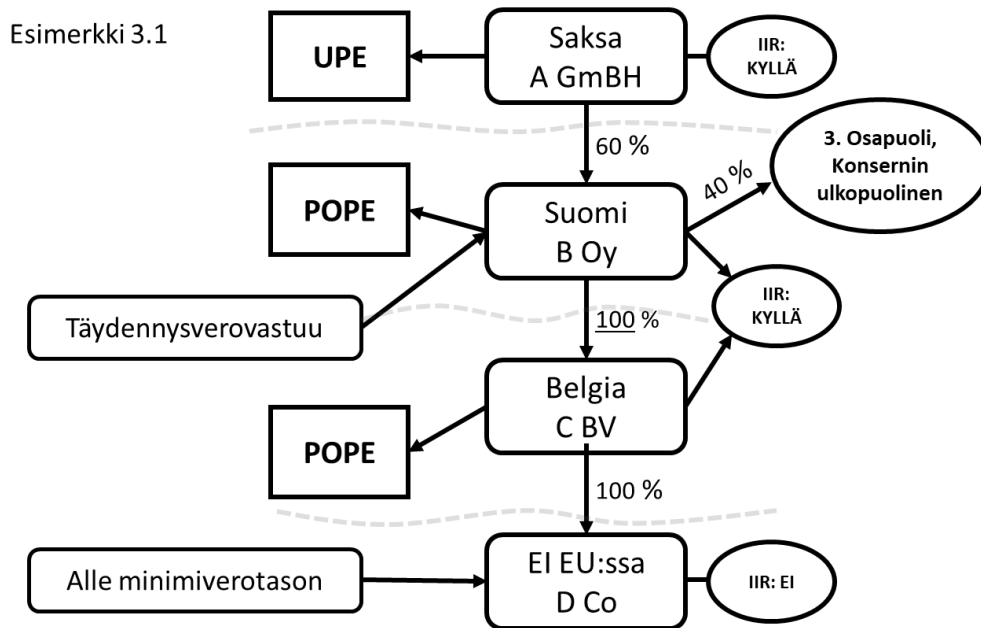 Esimerkki 3.1
UPE
Saksa
A GmBH
IIR:
KYLLÄ
60 %
3. Osapuoli,
Konsernin
ulkopuolinen
40 %
POPE
Suomi
B Oy
IIR:
KYLLÄ
Täydennysverovastuu
100 %
Belgia
C BV
POPE
100 %
Alle minimiverotason
EI EU:ssa
D Co
IIR: EI